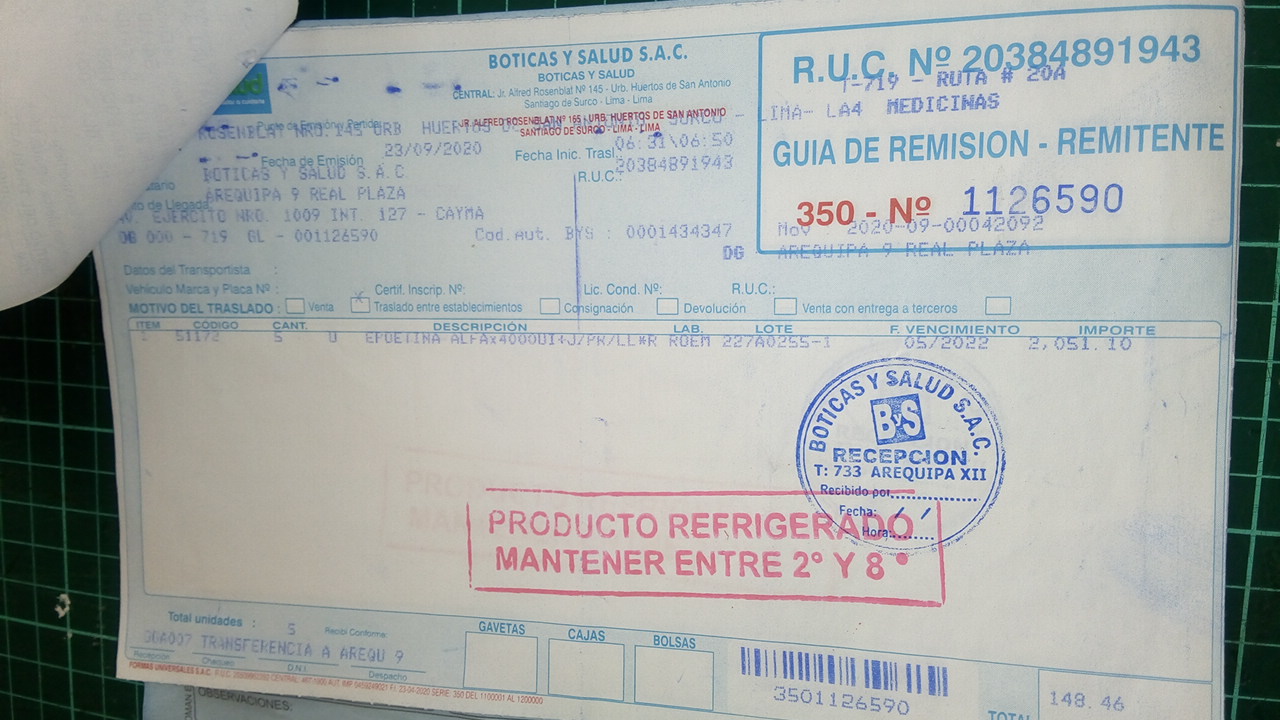 BOTICAS Y SALUD S.A.C.
BOTICAS Y SALUD
CENTRAL: Jr. Alfred Rosenblat Nº 145 - Urb. Huertos de San Antonio
Santiago de Surco - Lima - Lima
JR. ALFRED ROSENBLAT Nº 165 - URB. HUERTOS DE SAN ANTONIO
SANTIAGO DE SURCO - LIMA - LIMA
R.U.C. Nº 20384891943
T-719 - RUTA # 20A
LIMA- LA4 MEDICINAS
GUIA DE REMISION - REMITENTE
350 - Nº 1126590
Nov 2020-09-00042092
DG AREQUIPA 9 REAL PLAZA
ROSENBLAT NRO. 145 URB HUERTOS
Fecha de Emisión 23/09/2020
Fecha Inic. Trasl. 06:31\06:50
BOTICAS Y SALUD S.A.C.
R.U.C.: 20384891943
AREQUIPA 9 REAL PLAZA
AV. EJERCITO NRO. 1009 INT. 127 - CAYMA
DG 000 - 719 GL - 001126590
Cod.Aut. BYS : 0001434347
Datos del Transportista :
Vehículo Marca y Placa Nº : Certif. Inscrip. Nº: Lic. Cond. Nº: R.U.C.:
MOTIVO DEL TRASLADO : Venta X Traslado entre establecimientos Consignación Devolución Venta con entrega a terceros
ITEM CÓDIGO CANT. DESCRIPCIÓN LAB. LOTE F. VENCIMIENTO IMPORTE
51172 5 U EPOETINA ALFAx4000UI+J/PR/LL*R ROEM 227A0255-1 05/2022 2,051.10
BOTICAS Y SALUD S.A.C.
ByS
RECEPCION
T: 733 AREQUIPA XII
Recibido por
Fecha: / /
Hora:
PRODUCTO REFRIGERADO
MANTENER ENTRE 2° Y 8°
Total unidades : 5 Recibí Conforme:
TRANSFERENCIA A AREQU 9
Recepción Chequeo D.N.I. Despacho
GAVETAS CAJAS BOLSAS
3501126590
TOTAL 148.46
OBSERVACIONES: